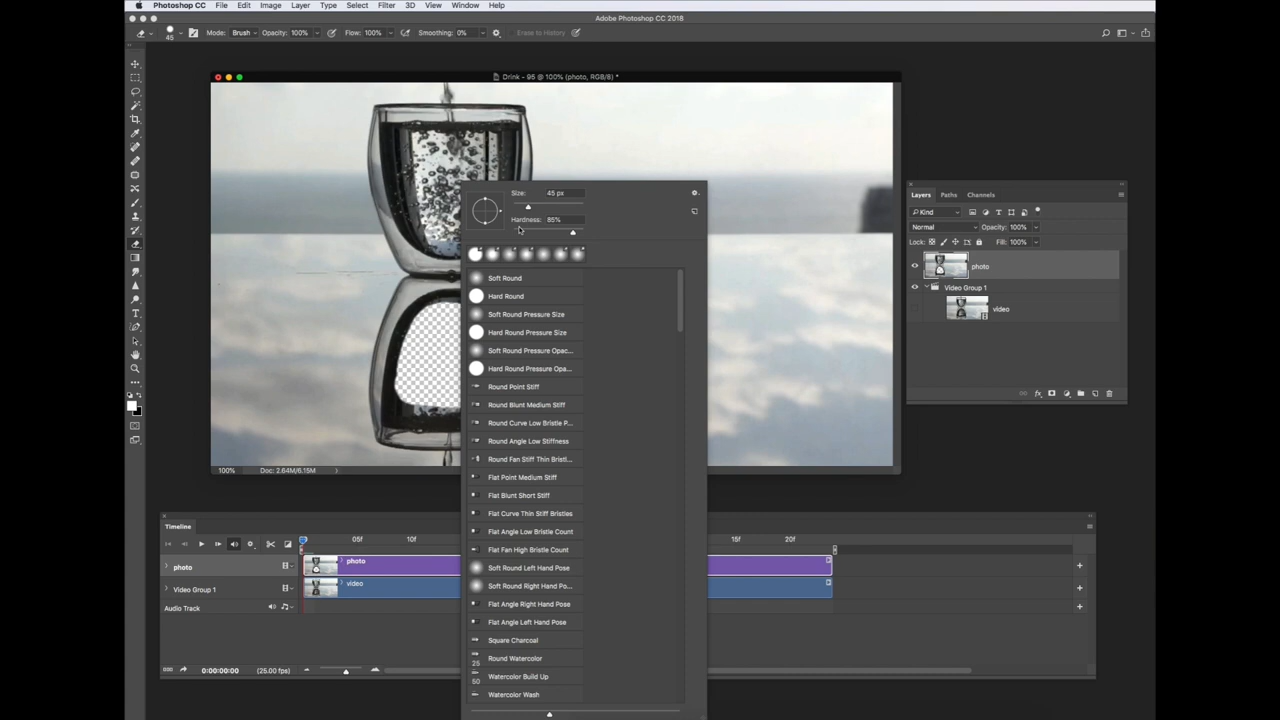 Photoshop CC File Edit Image Layer Type Select Filter 3D View Window Help
Adobe Photoshop CC 2018
45 Mode: Brush Opacity: 100% Flow: 100% Smoothing: 0% Erase to History
Drink - 95 @ 100% (photo, RGB/8) *
Size: 45 px
Hardness: 85%
Soft Round
Hard Round
Soft Round Pressure Size
Hard Round Pressure Size
Soft Round Pressure Opac...
Hard Round Pressure Opa...
Round Point Stiff
Round Blunt Medium Stiff
Round Curve Low Bristle P...
Round Angle Low Stiffness
Round Fan Stiff Thin Bristl...
Flat Point Medium Stiff
Flat Blunt Short Stiff
Flat Curve Thin Stiff Bristles
Flat Angle Low Bristle Count
Flat Fan High Bristle Count
Soft Round Left Hand Pose
Soft Round Right Hand Po...
Flat Angle Right Hand Pose
Flat Angle Left Hand Pose
Square Charcoal
Round Watercolor
25
Watercolor Build Up
50
Watercolor Wash
Layers Paths Channels
Kind
Normal Opacity: 100%
Lock: Fill: 100%
photo
Video Group 1
video
100% Doc: 2.64M/6.15M
Timeline
05f 10f 15f 20f
photo photo
Video Group 1 video
Audio Track
0:00:00:00 (25.00 fps)